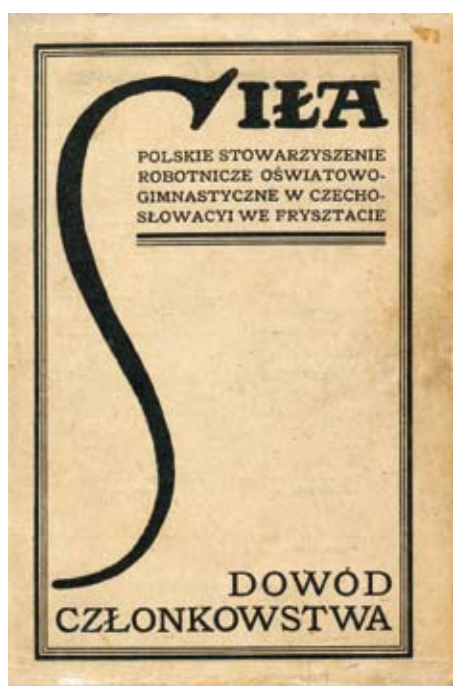 SIŁA
POLSKIE STOWARZYSZENIE
ROBOTNICZE OŚWIATOWO-
GIMNASTYCZNE W CZECHO-
SŁOWACYI WE FRYSZTACIE
DOWÓD
CZŁONKOWSTWA